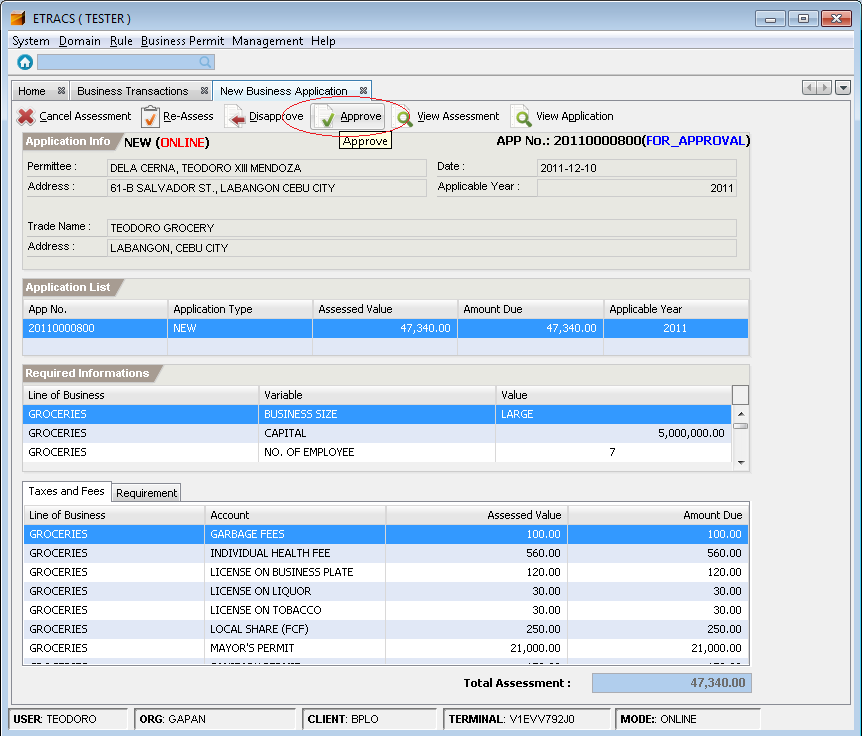 ETRACS ( TESTER )
System Domain Rule Business Permit Management Help
Home Business Transactions New Business Application
Cancel Assessment Re-Assess Disapprove Approve View Assessment View Application
Approve
Application Info NEW (ONLINE) APP No.: 20110000800(FOR_APPROVAL)
Permittee : DELA CERNA, TEODORO XIII MENDOZA Date : 2011-12-10
Address : 61-B SALVADOR ST., LABANGON CEBU CITY Applicable Year : 2011
Trade Name : TEODORO GROCERY
Address : LABANGON, CEBU CITY
Application List
App No. Application Type Assessed Value Amount Due Applicable Year
20110000800 NEW 47,340.00 47,340.00 2011
Required Informations
Line of Business Variable Value
GROCERIES BUSINESS SIZE LARGE
GROCERIES CAPITAL 5,000,000.00
GROCERIES NO. OF EMPLOYEE 7
Taxes and Fees Requirement
Line of Business Account Assessed Value Amount Due
GROCERIES GARBAGE FEES 100.00 100.00
GROCERIES INDIVIDUAL HEALTH FEE 560.00 560.00
GROCERIES LICENSE ON BUSINESS PLATE 120.00 120.00
GROCERIES LICENSE ON LIQUOR 30.00 30.00
GROCERIES LICENSE ON TOBACCO 30.00 30.00
GROCERIES LOCAL SHARE (FCF) 250.00 250.00
GROCERIES MAYOR'S PERMIT 21,000.00 21,000.00
Total Assessment : 47,340.00
USER: TEODORO ORG: GAPAN CLIENT: BPLO TERMINAL: V1EVV792J0 MODE: ONLINE